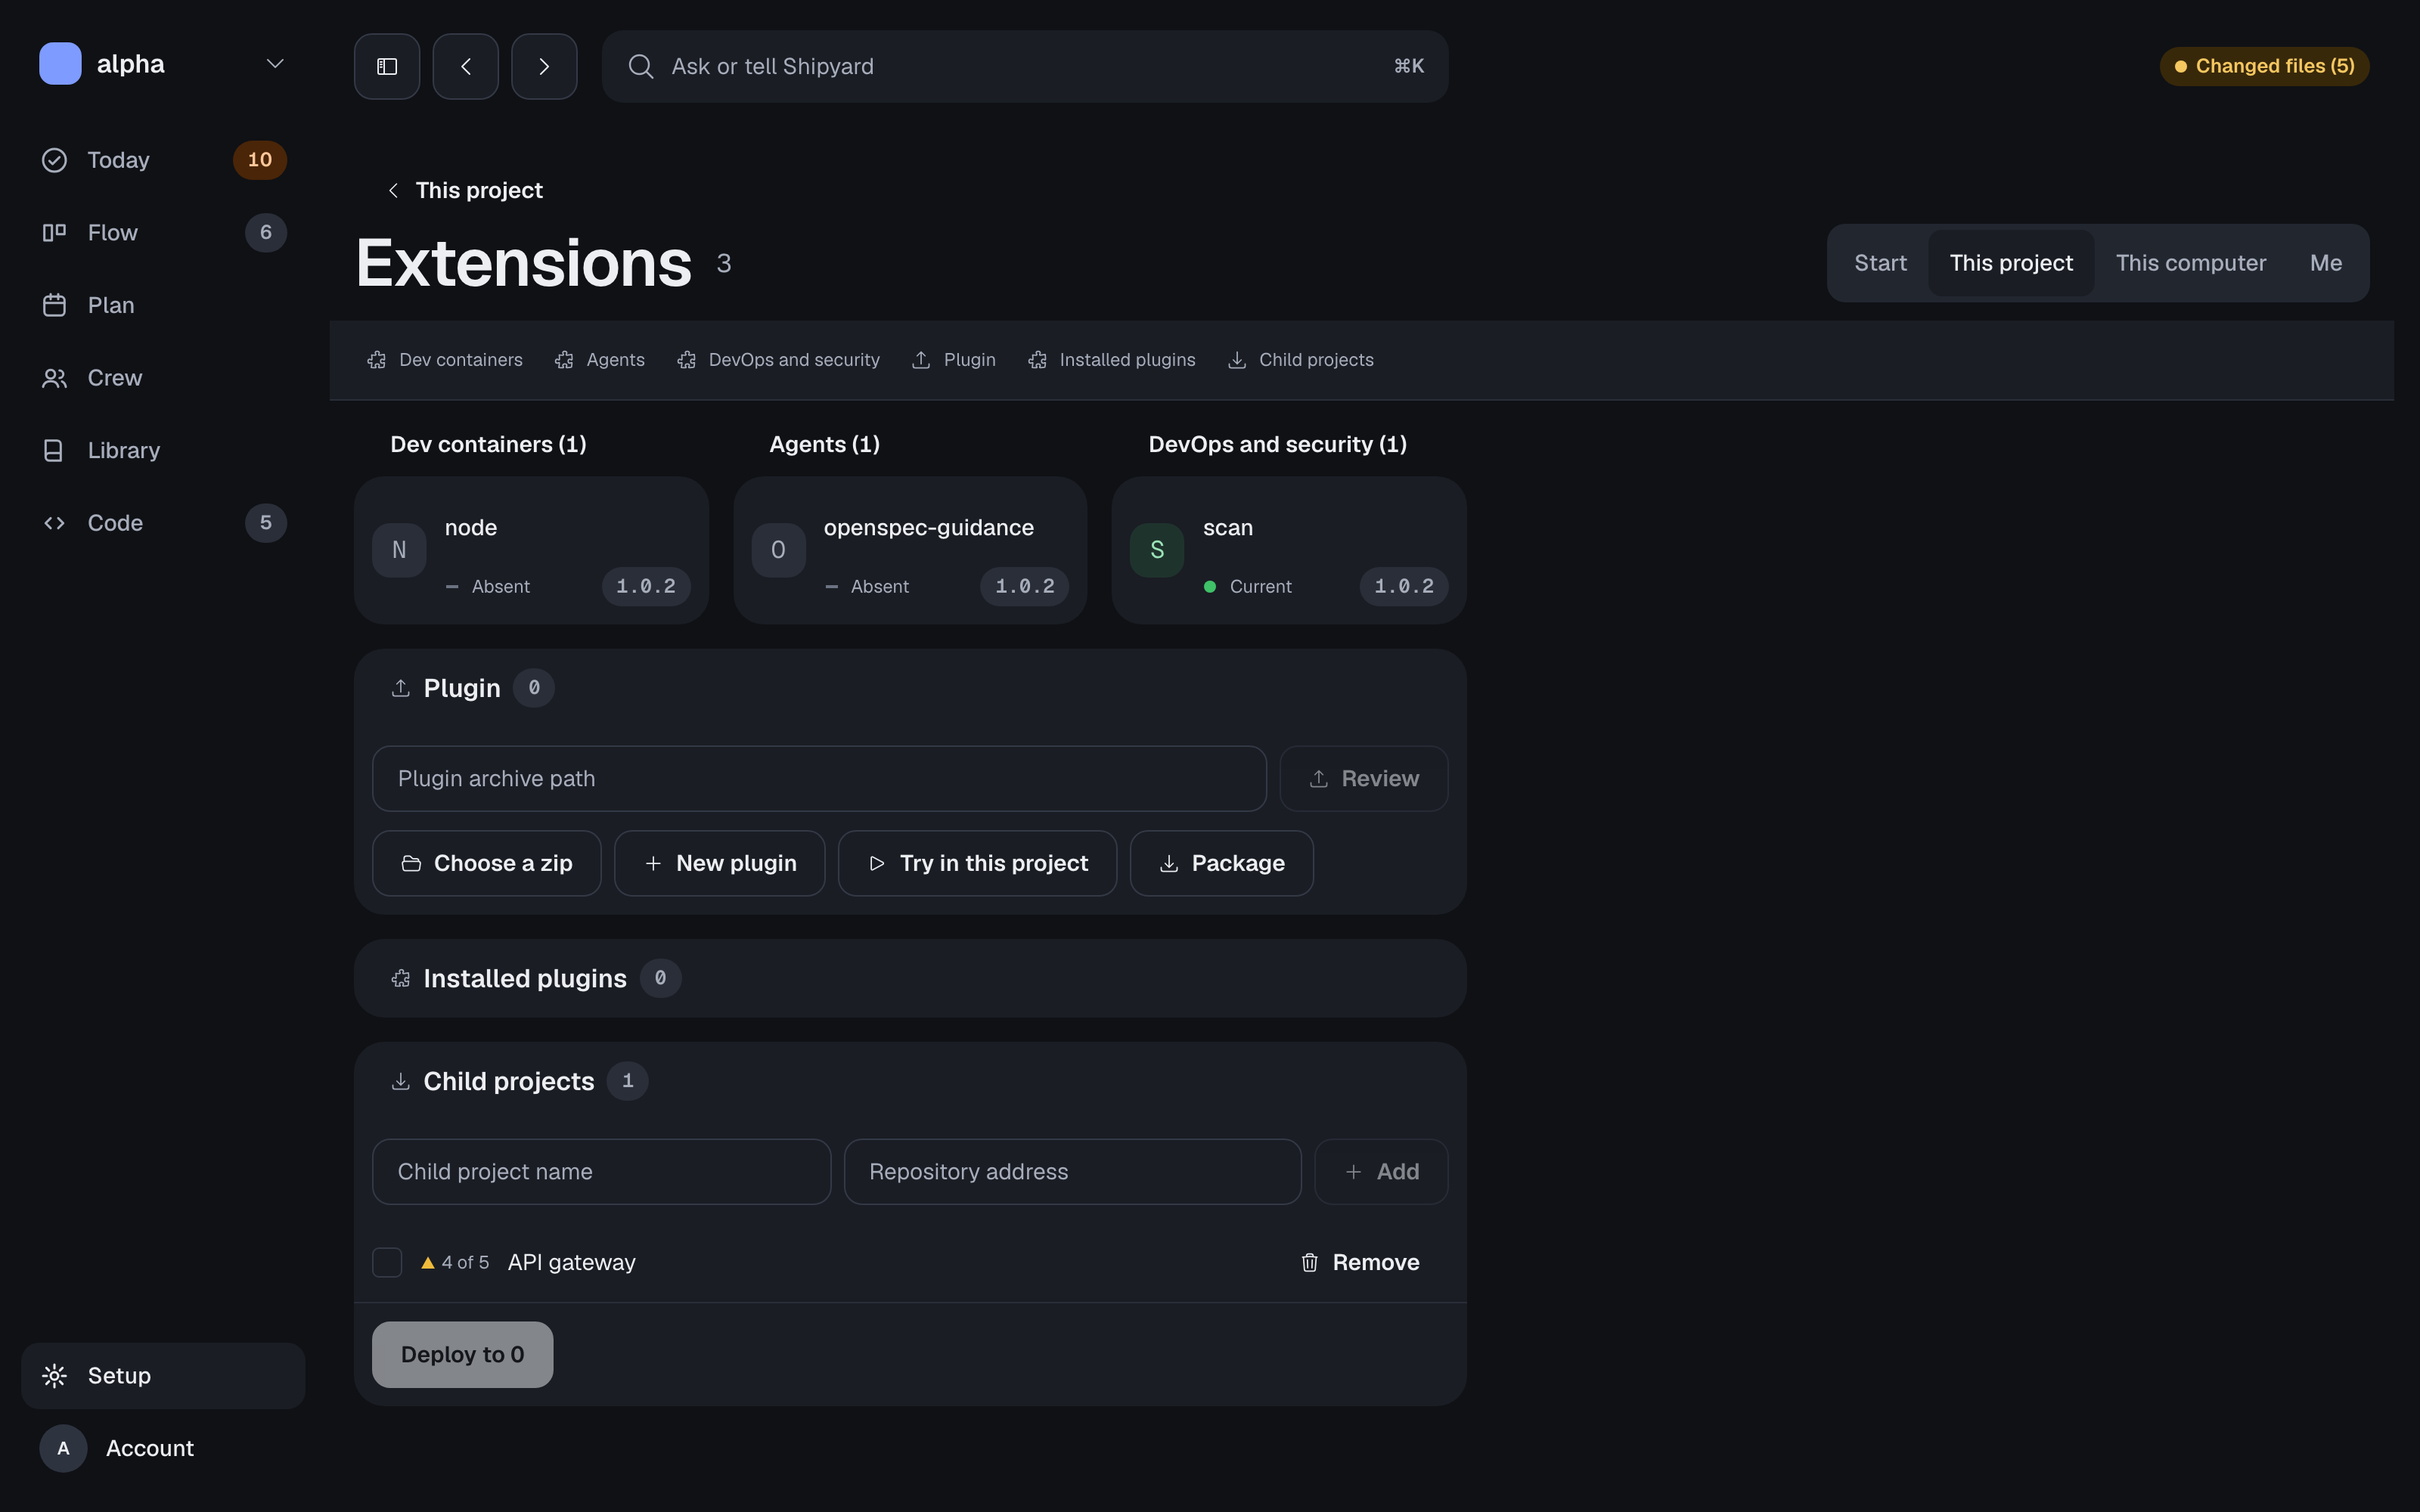 alpha
Ask or tell Shipyard
⌘K
Changed files (5)
Today
10
Flow
6
Plan
Crew
Library
Code
5
Setup
A
Account
This project
Extensions 3
Start
This project
This computer
Me
Dev containers
Agents
DevOps and security
Plugin
Installed plugins
Child projects
Dev containers (1)
N
node
Absent
1.0.2
Agents (1)
O
openspec-guidance
Absent
1.0.2
DevOps and security (1)
S
scan
Current
1.0.2
Plugin 0
Plugin archive path
Review
Choose a zip
New plugin
Try in this project
Package
Installed plugins 0
Child projects 1
Child project name
Repository address
Add
4 of 5
API gateway
Remove
Deploy to 0